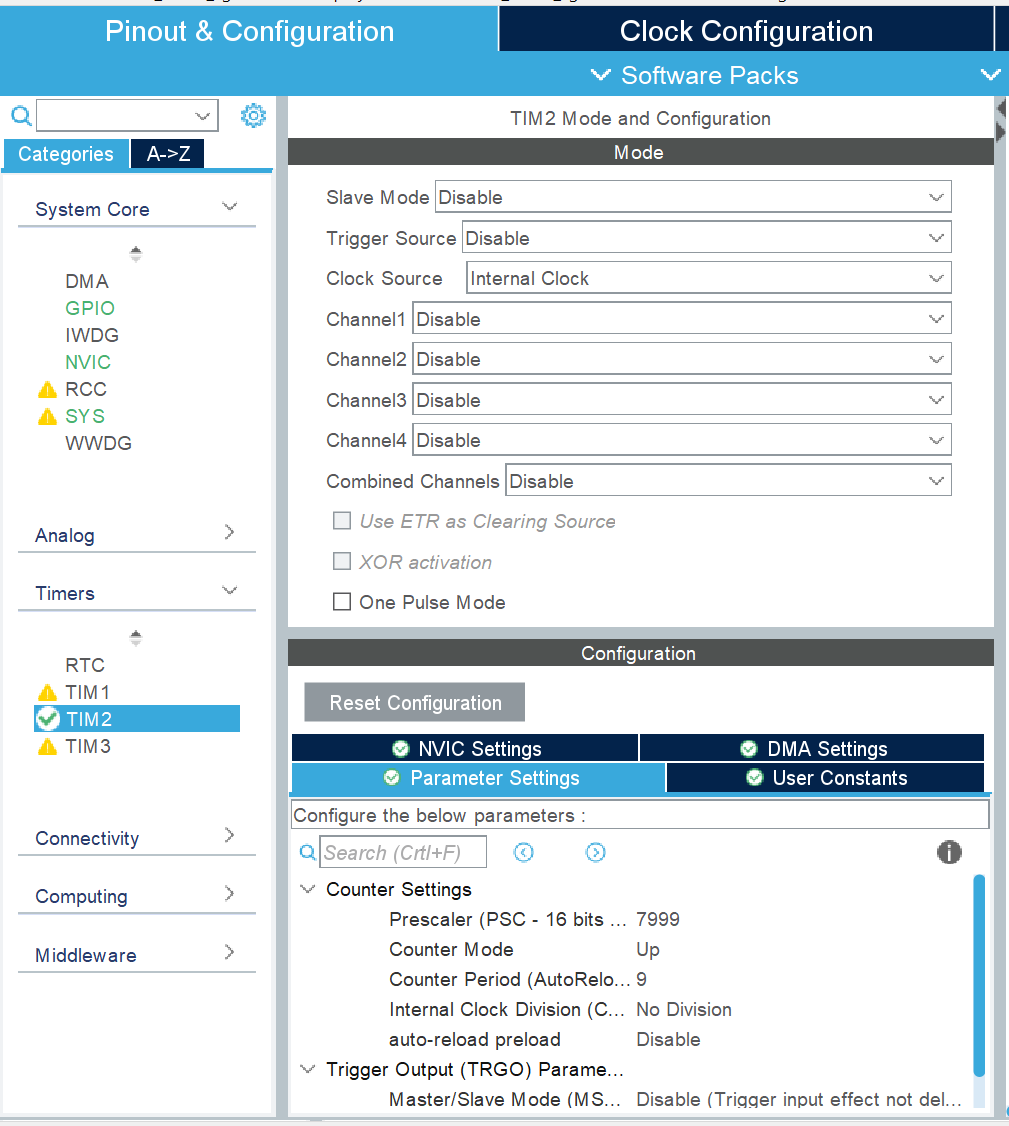 Pinout & Configuration
Clock Configuration
Software Packs
Categories
A->Z
System Core
DMA
GPIO
IWDG
NVIC
RCC
SYS
WWDG
Analog
Timers
RTC
TIM1
TIM2
TIM3
Connectivity
Computing
Middleware
TIM2 Mode and Configuration
Mode
Slave Mode Disable
Trigger Source Disable
Clock Source Internal Clock
Channel1 Disable
Channel2 Disable
Channel3 Disable
Channel4 Disable
Combined Channels Disable
Use ETR as Clearing Source
XOR activation
One Pulse Mode
Configuration
Reset Configuration
NVIC Settings
DMA Settings
Parameter Settings
User Constants
Configure the below parameters :
Search (Crtl+F)
Counter Settings
Prescaler (PSC - 16 bits ... 7999
Counter Mode Up
Counter Period (AutoRelo... 9
Internal Clock Division (C... No Division
auto-reload preload Disable
Trigger Output (TRGO) Parame...
Master/Slave Mode (MS... Disable (Trigger input effect not del...